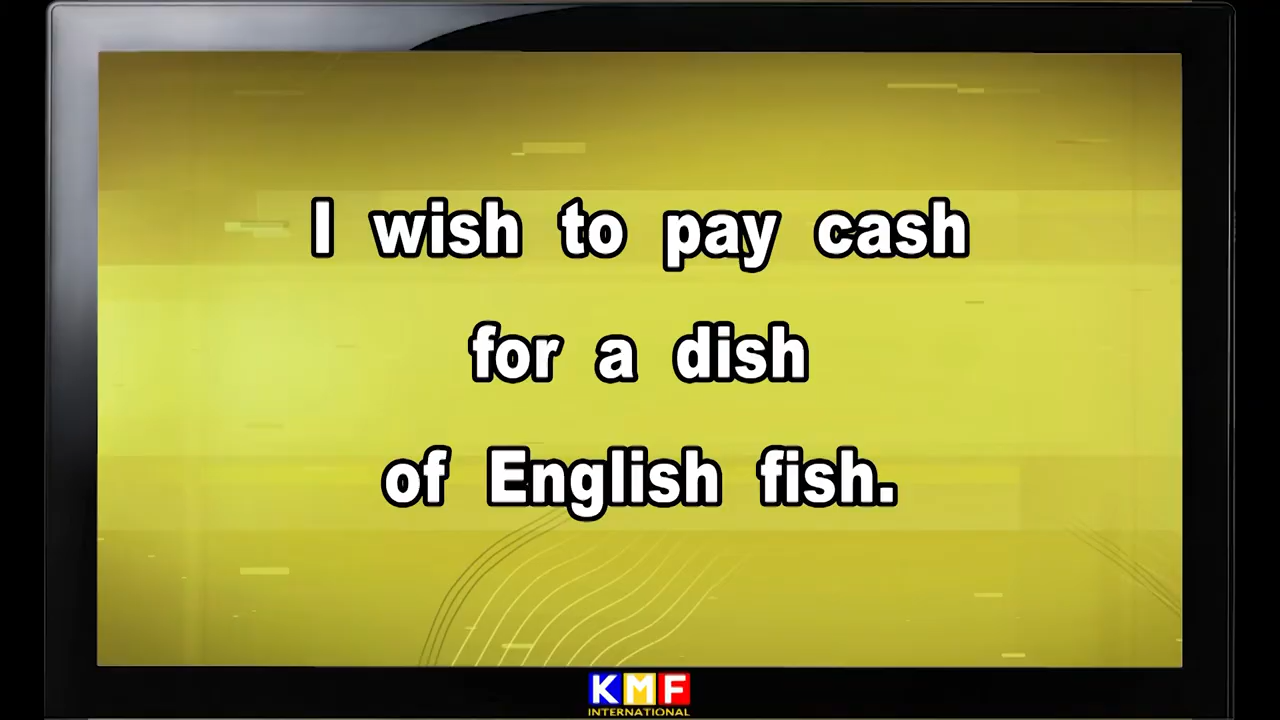 I wish to pay cash
for a dish
of English fish.
KMF
INTERNATIONAL